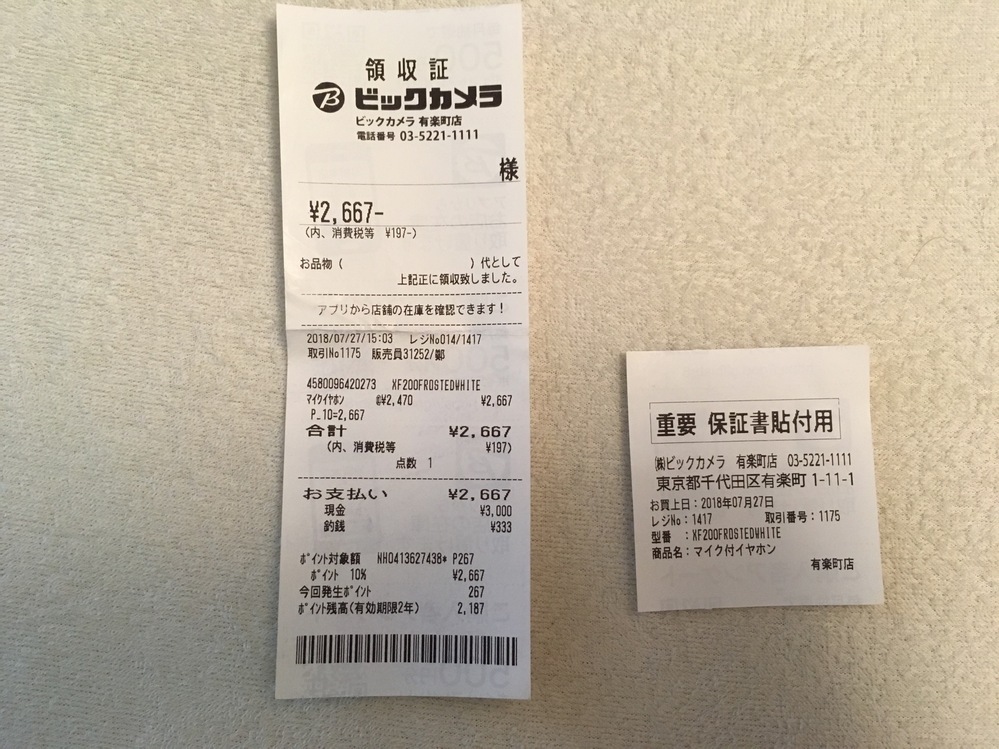 領収証
ビックカメラ
ビックカメラ 有楽町店
電話番号 03-5221-1111
様
¥2,667-
(内、消費税等 ¥197-)
お品物( )代として
上記正に領収致しました。
アプリから店舗の在庫を確認できます!
2018/07/27/15:03 レジNo014/1417
取引No1175 販売員31252/鄭
4580096420273 XF200FROSTEDWHITE
マイクイヤホン @¥2,470 ¥2,667
P_10=2,667
合計 ¥2,667
(内、消費税等 ¥197)
点数 1
お支払い ¥2,667
現金 ¥3,000
釣銭 ¥333
ポイント対象額 NH0413627438* P267
ポイント 10% ¥2,667
今回発生ポイント 267
ポイント残高(有効期限2年) 2,187
重要 保証書貼付用
㈱ビックカメラ 有楽町店 03-5221-1111
東京都千代田区有楽町 1-11-1
お買上日:2018年07月27日
レジNo:1417 取引番号:1175
型番 :XF200FROSTEDWHITE
商品名:マイク付イヤホン
有楽町店